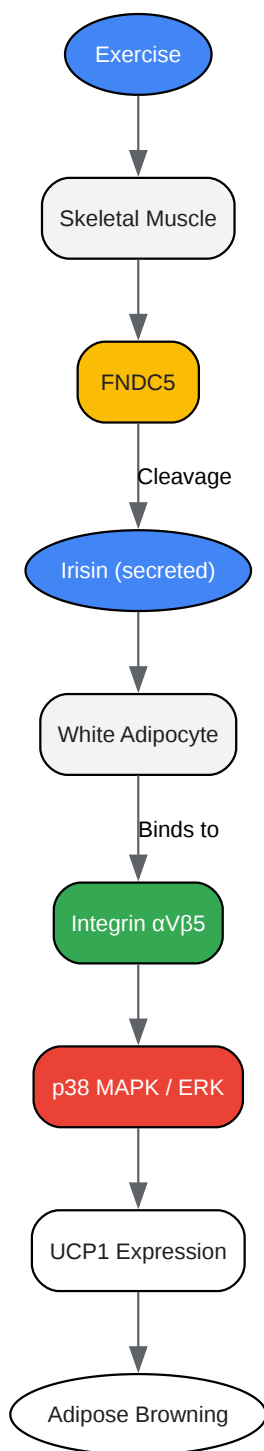 Exercise
Skeletal Muscle
FNDC5
Cleavage
Irisin (secreted)
White Adipocyte
Binds to
Integrin αVβ5
p38 MAPK / ERK
UCP1 Expression
Adipose Browning